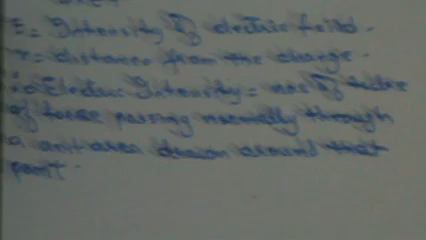 E = Intensity of electric field.
r = distance from the charge.
∴ Electric Intensity = no. of
of force passing normally through
a unit area drawn around that
point.